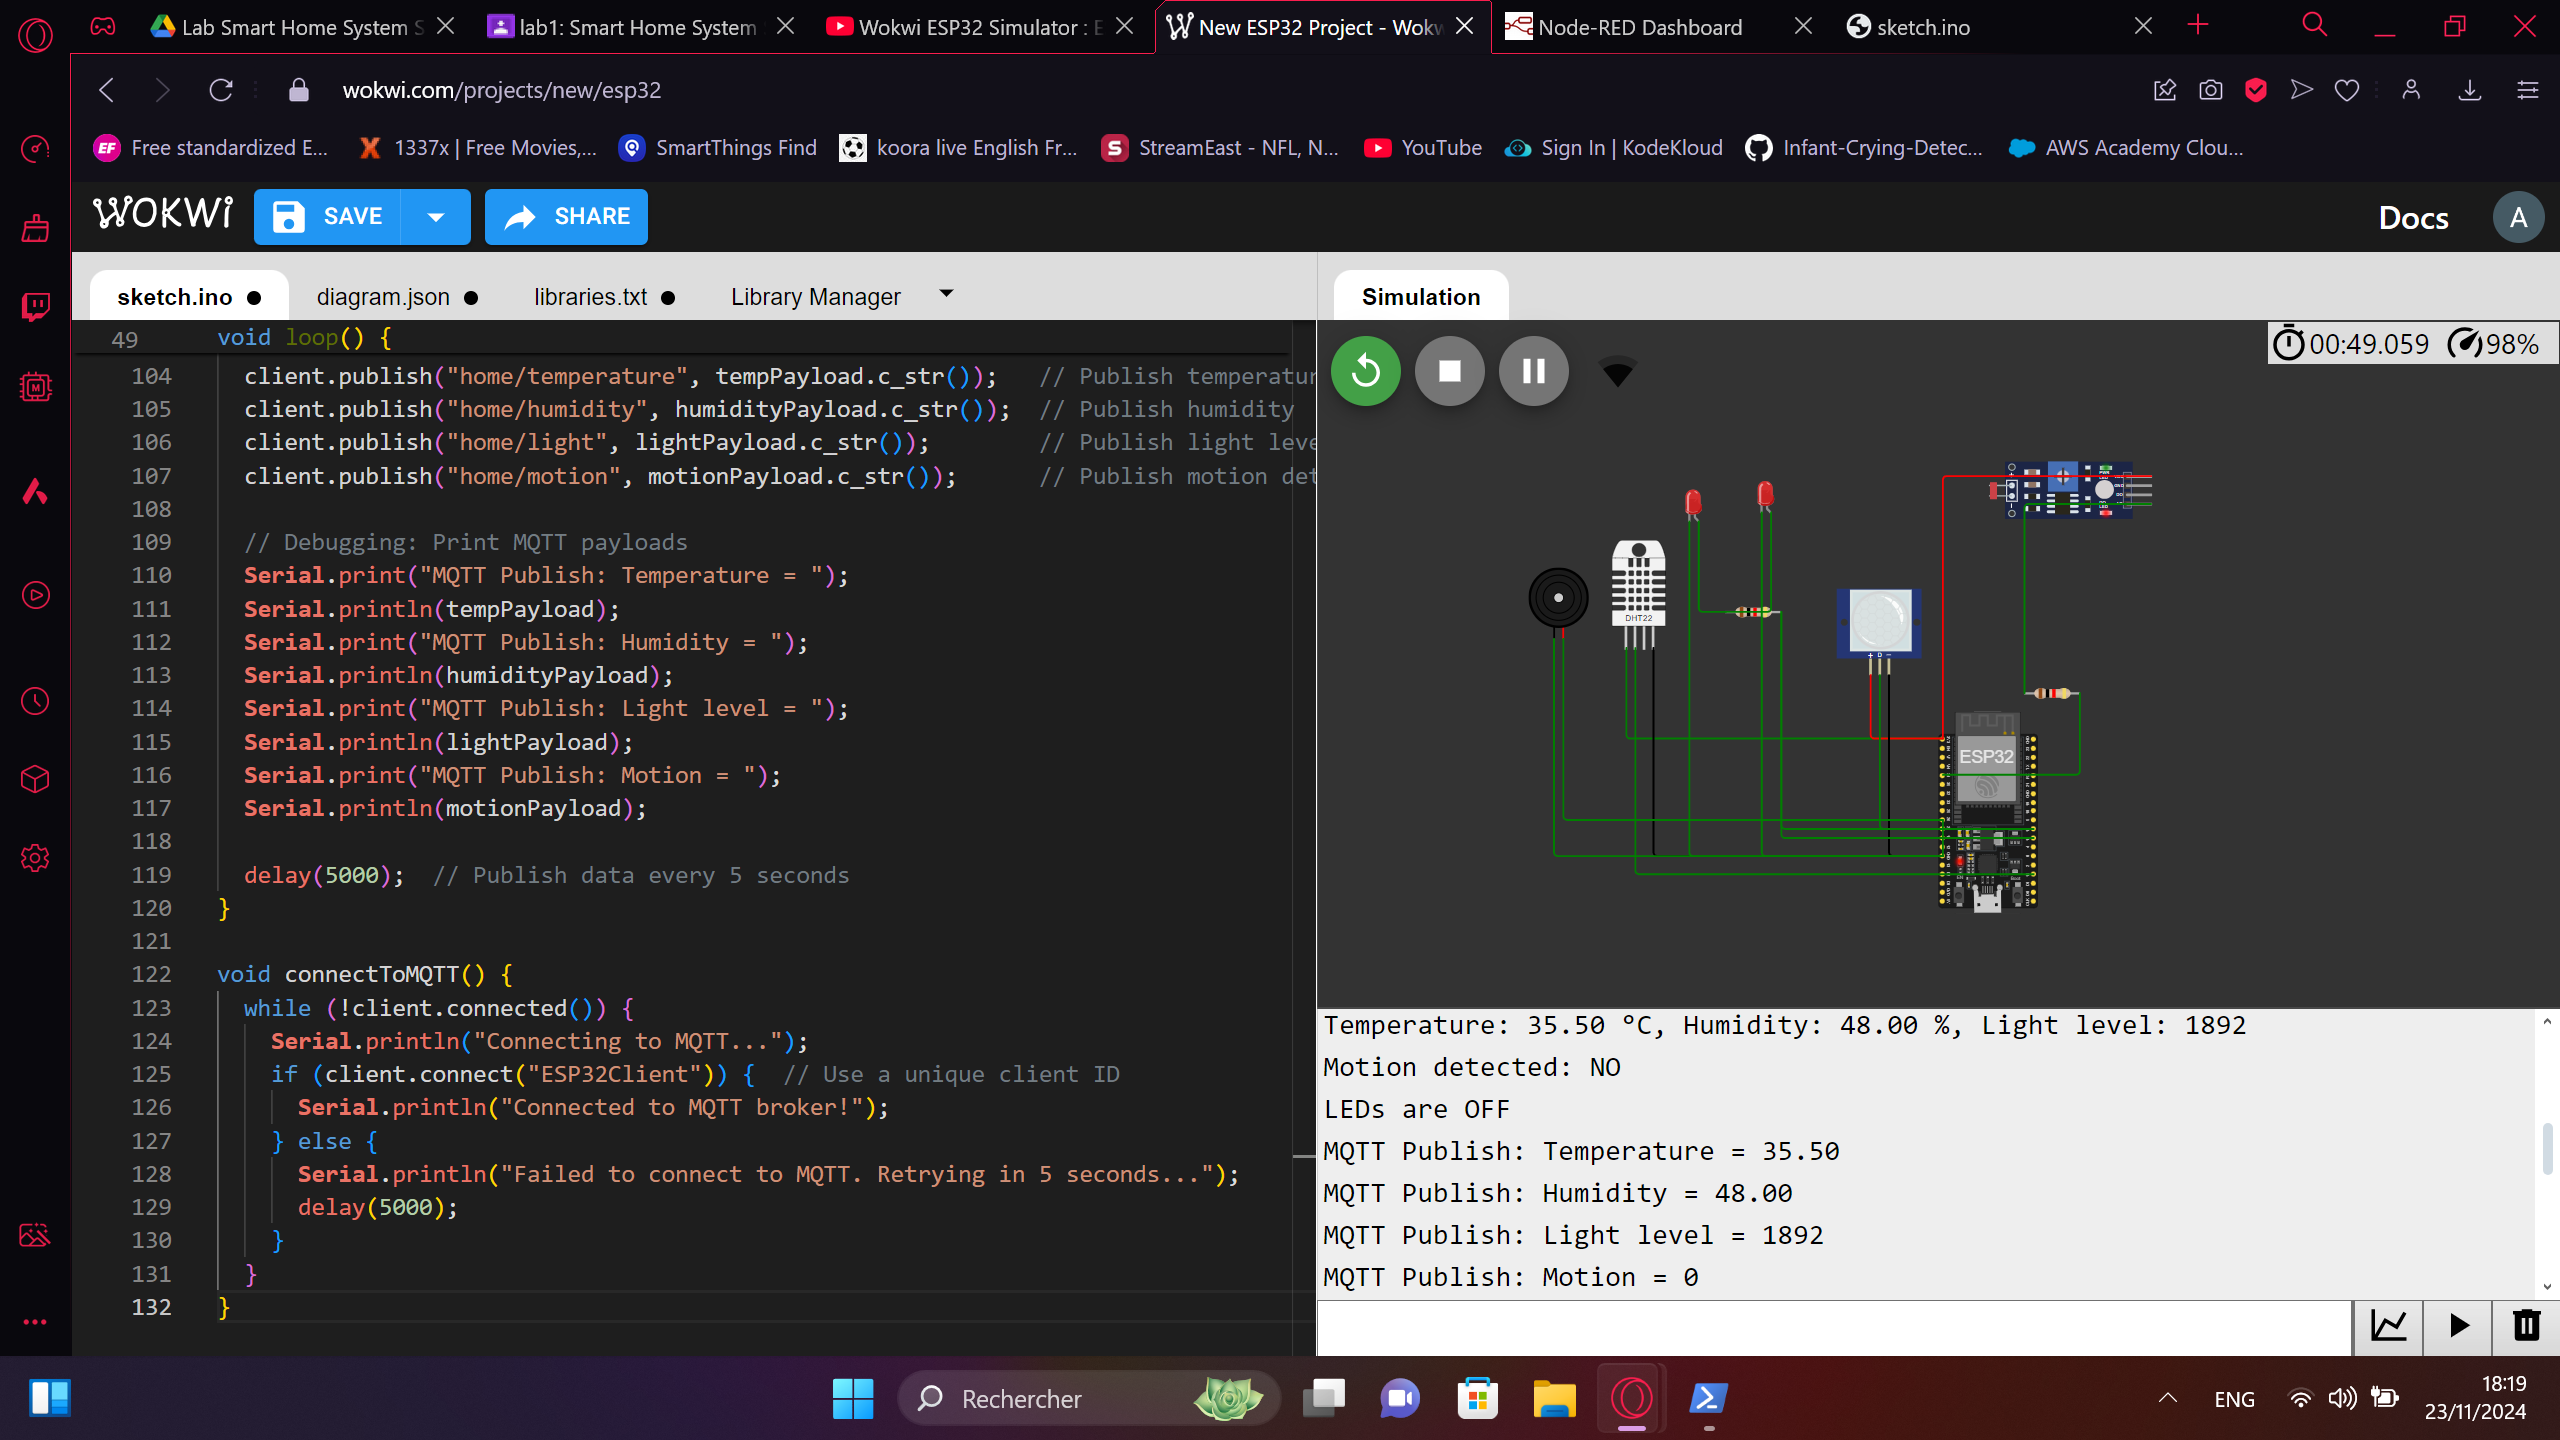 Lab Smart Home System S
lab1: Smart Home System
Wokwi ESP32 Simulator : E
New ESP32 Project - Wokw
Node-RED Dashboard
sketch.ino
wokwi.com/projects/new/esp32
Free standardized E...
1337x | Free Movies,...
SmartThings Find
koora live English Fr...
StreamEast - NFL, N...
YouTube
Sign In | KodeKloud
Infant-Crying-Detec...
AWS Academy Clou...
WOKWi
SAVE
SHARE
Docs
A
sketch.ino
diagram.json
libraries.txt
Library Manager
Simulation
49 void loop() {
104 client.publish("home/temperature", tempPayload.c_str()); // Publish temperatur
105 client.publish("home/humidity", humidityPayload.c_str()); // Publish humidity
106 client.publish("home/light", lightPayload.c_str()); // Publish light leve
107 client.publish("home/motion", motionPayload.c_str()); // Publish motion det
108
109 // Debugging: Print MQTT payloads
110 Serial.print("MQTT Publish: Temperature = ");
111 Serial.println(tempPayload);
112 Serial.print("MQTT Publish: Humidity = ");
113 Serial.println(humidityPayload);
114 Serial.print("MQTT Publish: Light level = ");
115 Serial.println(lightPayload);
116 Serial.print("MQTT Publish: Motion = ");
117 Serial.println(motionPayload);
118
119 delay(5000); // Publish data every 5 seconds
120 }
121
122 void connectToMQTT() {
123 while (!client.connected()) {
124 Serial.println("Connecting to MQTT...");
125 if (client.connect("ESP32Client")) { // Use a unique client ID
126 Serial.println("Connected to MQTT broker!");
127 } else {
128 Serial.println("Failed to connect to MQTT. Retrying in 5 seconds...");
129 delay(5000);
130 }
131 }
132 }
00:49.059
98%
DHT22
+ D -
ESP32
Temperature: 35.50 °C, Humidity: 48.00 %, Light level: 1892
Motion detected: NO
LEDs are OFF
MQTT Publish: Temperature = 35.50
MQTT Publish: Humidity = 48.00
MQTT Publish: Light level = 1892
MQTT Publish: Motion = 0
Rechercher
ENG
18:19
23/11/2024